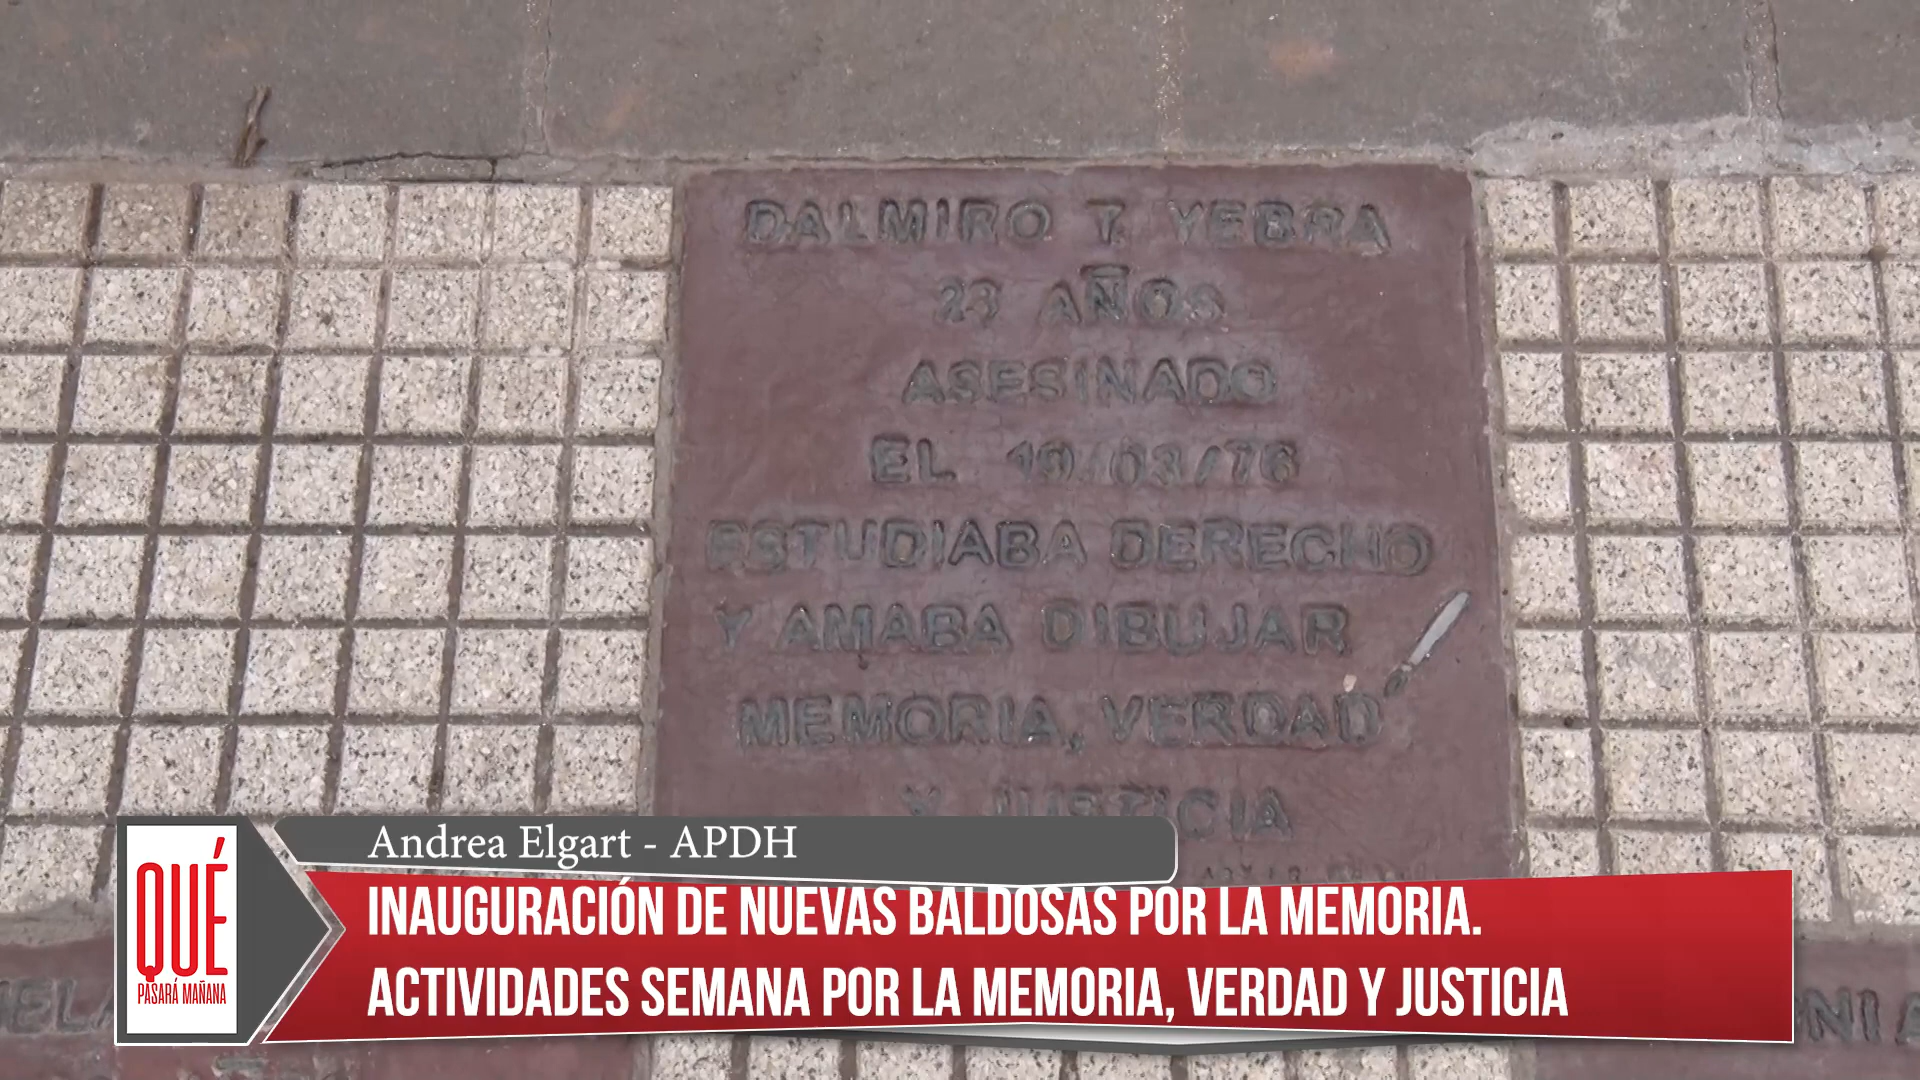 DALMIRO T. YEBRA
23 AÑOS
ASESINADO
EL 19/03/76
ESTUDIABA DERECHO
Y AMABA DIBUJAR
MEMORIA, VERDAD
Y JUSTICIA
Andrea Elgart - APDH
INAUGURACIÓN DE NUEVAS BALDOSAS POR LA MEMORIA.
ACTIVIDADES SEMANA POR LA MEMORIA, VERDAD Y JUSTICIA
QUÉ
PASARÁ MAÑANA